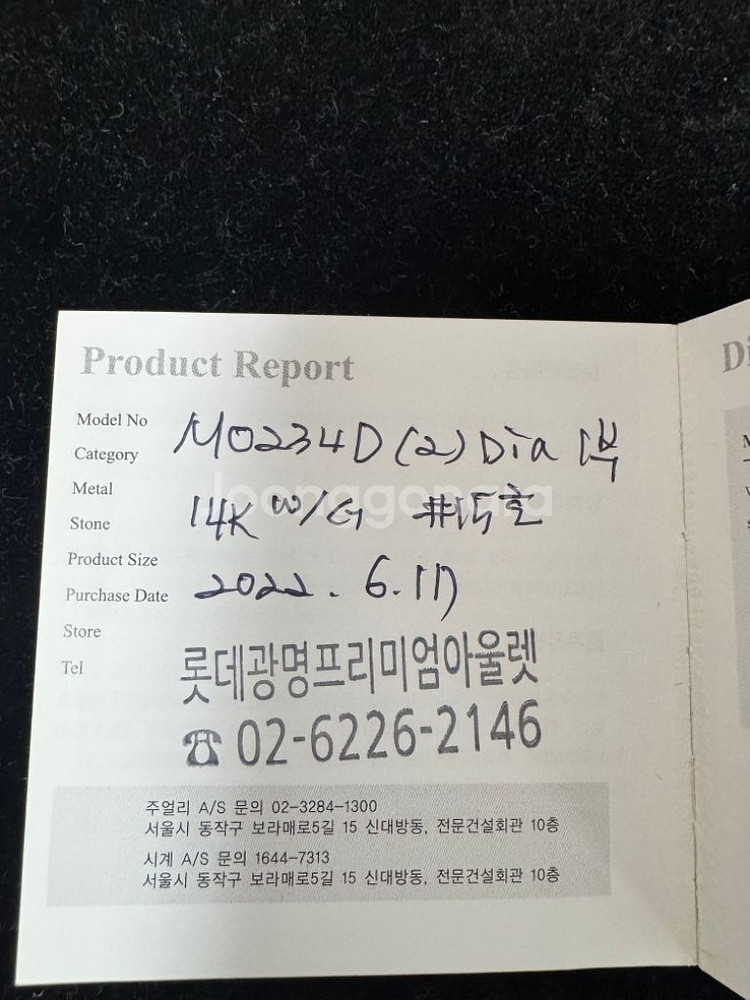 Product Report
Model No M0234D (2) Dia
Category
Metal
Stone 14K W/G #15호
Product Size
Purchase Date 2022. 6. 17
Store
Tel
롯데광명프리미엄아울렛
☎ 02-6226-2146
주얼리 A/S 문의 02-3284-1300
서울시 동작구 보라매로5길 15 신대방동, 전문건설회관 10층
시계 A/S 문의 1644-7313
서울시 동작구 보라매로5길 15 신대방동, 전문건설회관 10층
joonggonara